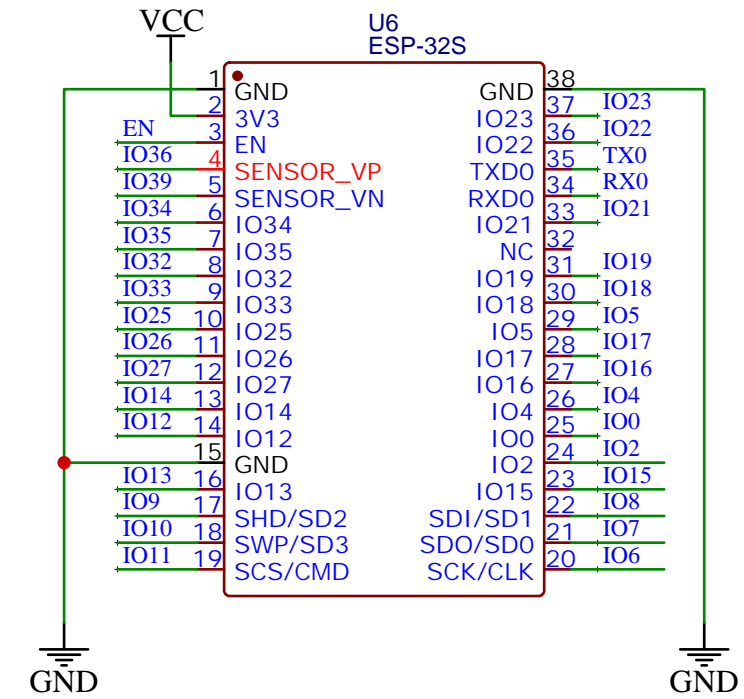 VCC
U6
ESP-32S
1 GND GND 38
2 3V3 IO23 37 IO23
EN 3 EN IO22 36 IO22
IO36 4 SENSOR_VP TXD0 35 TX0
IO39 5 SENSOR_VN RXD0 34 RX0
IO34 6 IO34 IO21 33 IO21
IO35 7 IO35 NC 32
IO32 8 IO32 IO19 31 IO19
IO33 9 IO33 IO18 30 IO18
IO25 10 IO25 IO5 29 IO5
IO26 11 IO26 IO17 28 IO17
IO27 12 IO27 IO16 27 IO16
IO14 13 IO14 IO4 26 IO4
IO12 14 IO12 IO0 25 IO0
15 GND IO2 24 IO2
IO13 16 IO13 IO15 23 IO15
IO9 17 SHD/SD2 SDI/SD1 22 IO8
IO10 18 SWP/SD3 SDO/SD0 21 IO7
IO11 19 SCS/CMD SCK/CLK 20 IO6
GND GND